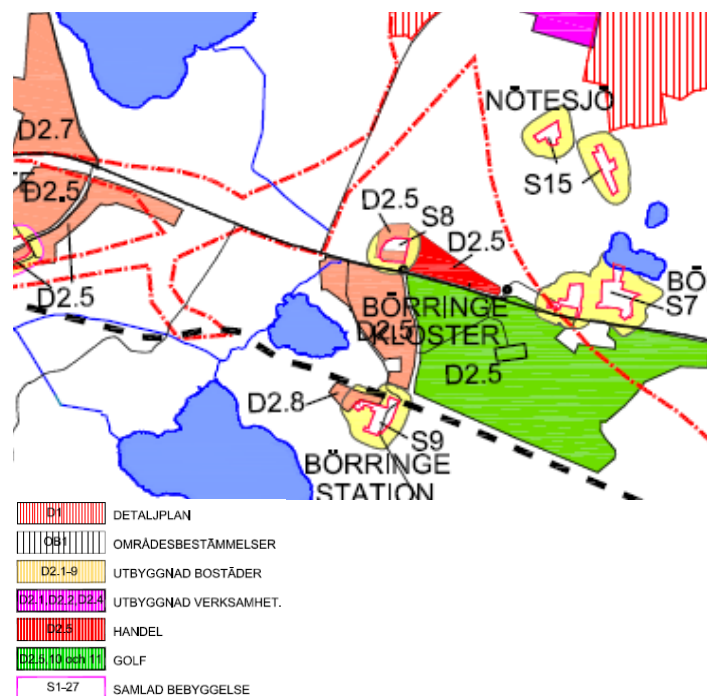 NÖTESJÖ
D2.7
S15
D2.5
D2.5
S8
D2.5
BÖ
S7
D2.5
BÖRRINGE
KLOSTER
D2.5
D2.5
D2.8
S9
BÖRRINGE
STATION
D1 DETALJPLAN
OB1 OMRÅDESBESTÄMMELSER
D2.1-9 UTBYGGNAD BOSTÄDER
D2.1, D2.2, D2.4 UTBYGGNAD VERKSAMHET.
D2.5 HANDEL
D2.5,10 och 11 GOLF
S1-27 SAMLAD BEBYGGELSE